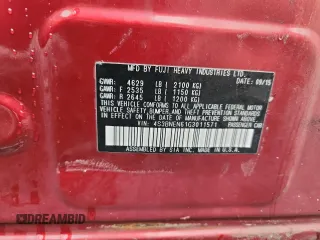 MFD BY FUJI HEAVY INDUSTRIES LTD.
DATE: 09/15
GVWR: 4629 LB ( 2100 KG)
GAWR: F 2535 LB ( 1150 KG)
GAWR: R 2645 LB ( 1200 KG)
THIS VEHICLE CONFORMS TO ALL APPLICABLE FEDERAL MOTOR
VEHICLE SAFETY, BUMPER, AND THEFT PREVENTION STANDARDS IN
EFFECT ON THE DATE OF MANUFACTURE SHOWN ABOVE.
VIN: 4S3BNEN61G3011571 PASSENGER CAR
ASSEMBLED BY SIA INC. MADE IN U.S.A.
DREAMBID